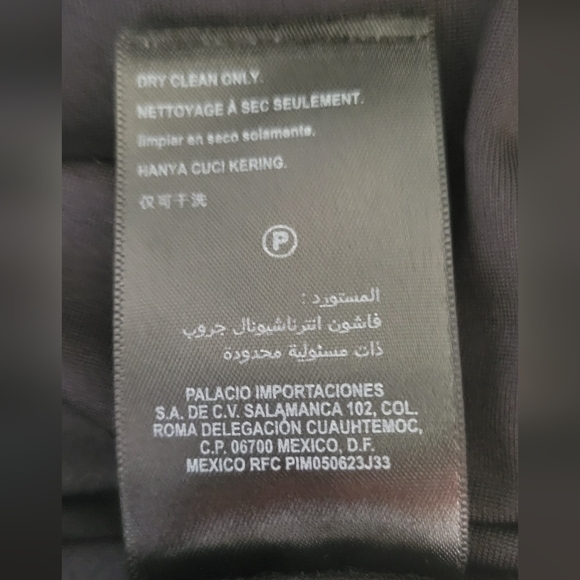 DRY CLEAN ONLY.
NETTOYAGE À SEC SEULEMENT.
limpiar en seco solamente.
HANYA CUCI KERING.
仅可干洗
P
المستورد :
فاشون انترناشيونال جروب
ذات مسئولية محدودة
PALACIO IMPORTACIONES
S.A. DE C.V. SALAMANCA 102, COL.
ROMA DELEGACIÓN CUAUHTEMOC,
C.P. 06700 MEXICO, D.F.
MEXICO RFC PIM050623J33